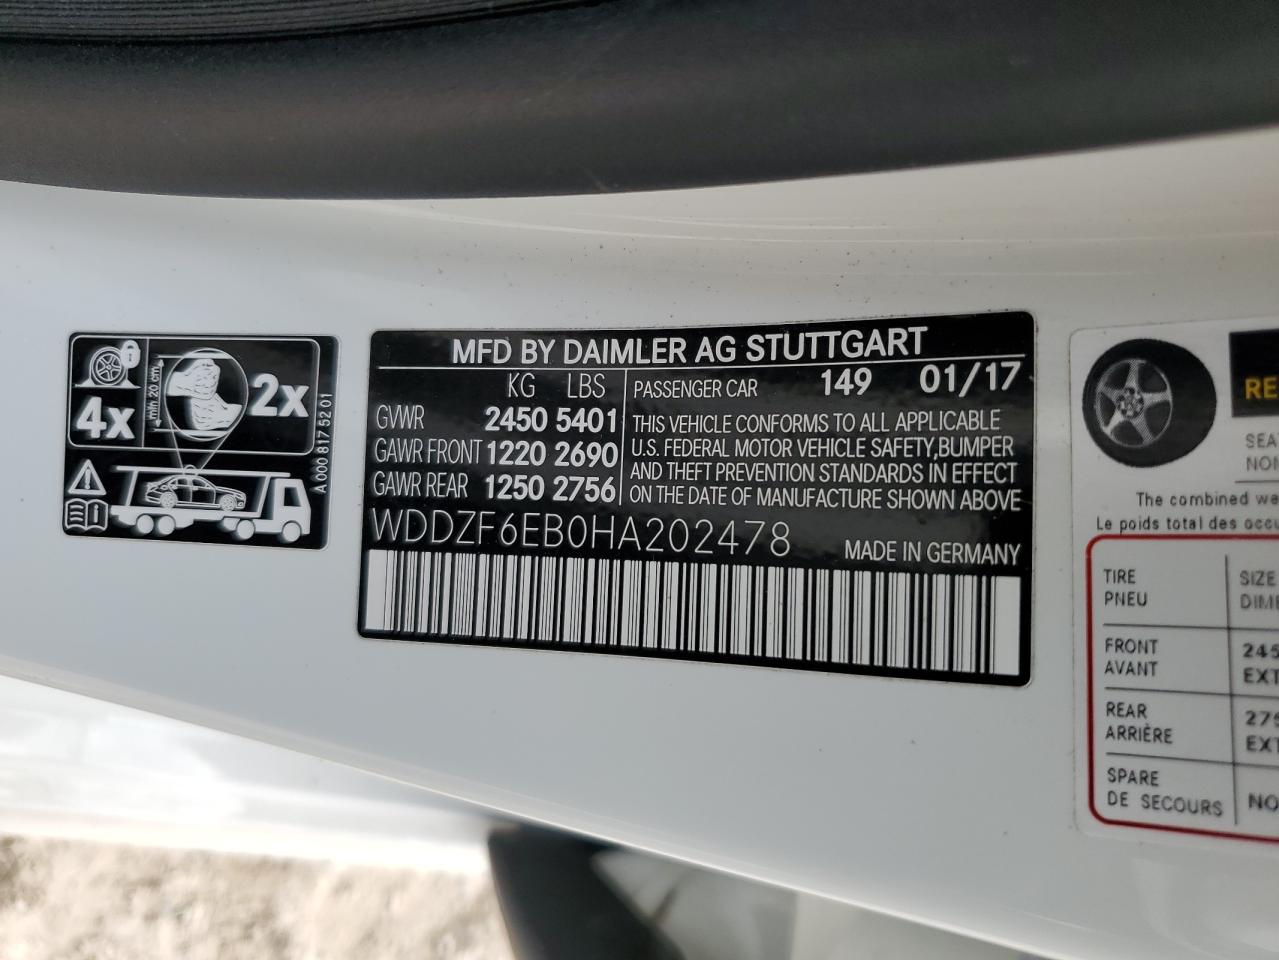 4x
min. 20 cm
2x
A 000 817 52 01
MFD BY DAIMLER AG STUTTGART
KG LBS
GVWR 2450 5401
GAWR FRONT 1220 2690
GAWR REAR 1250 2756
PASSENGER CAR 149 01/17
THIS VEHICLE CONFORMS TO ALL APPLICABLE
U.S. FEDERAL MOTOR VEHICLE SAFETY,BUMPER
AND THEFT PREVENTION STANDARDS IN EFFECT
ON THE DATE OF MANUFACTURE SHOWN ABOVE
WDDZF6EB0HA202478 MADE IN GERMANY
The combined
Le poids total des
TIRE SIZE
PNEU
FRONT
AVANT
REAR
ARRIÈRE
SPARE
DE SECOURS